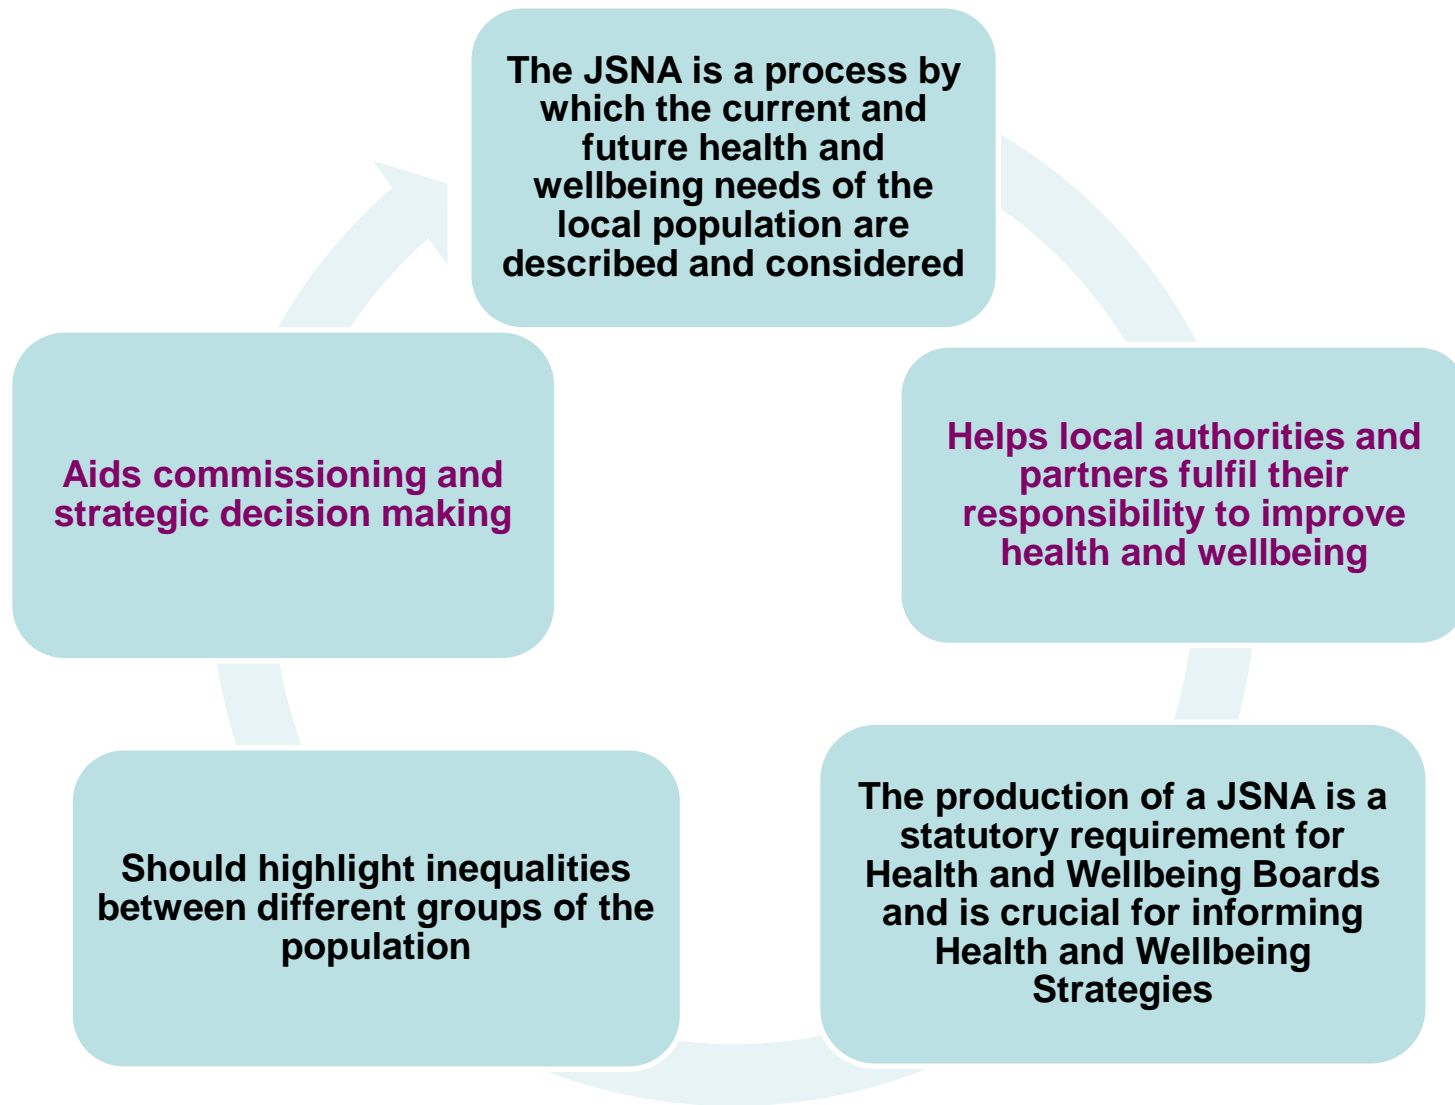 The JSNA is a process by
which the current and
future health and
wellbeing needs of the
local population are
described and considered
Helps local authorities and
partners fulfil their
responsibility to improve
health and wellbeing
The production of a JSNA is a
statutory requirement for
Health and Wellbeing Boards
and is crucial for informing
Health and Wellbeing
Strategies
Should highlight inequalities
between different groups of the
population
Aids commissioning and
strategic decision making